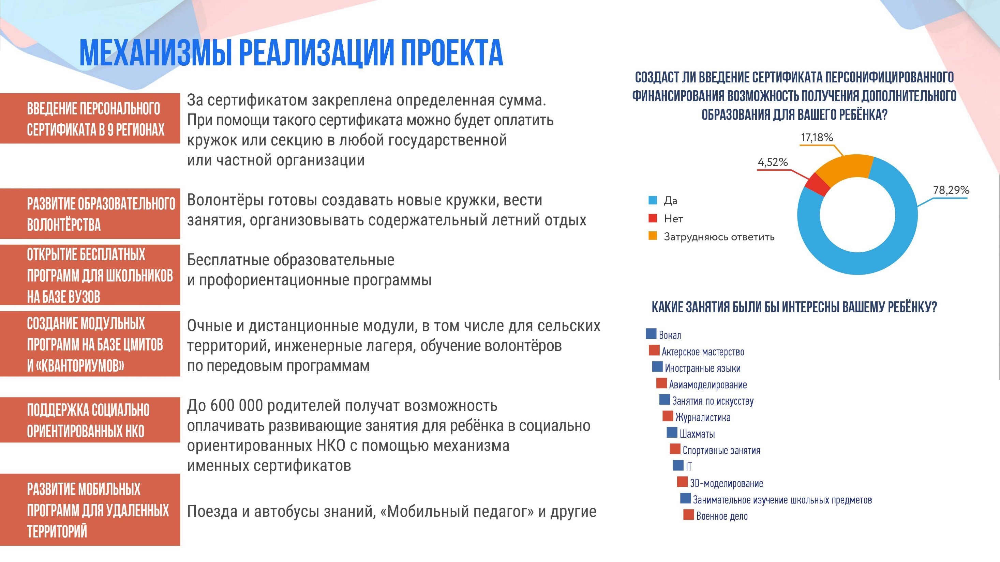 МЕХАНИЗМЫ РЕАЛИЗАЦИИ ПРОЕКТА
ВВЕДЕНИЕ ПЕРСОНАЛЬНОГО
СЕРТИФИКАТА В 9 РЕГИОНАХ
За сертификатом закреплена определенная сумма.
При помощи такого сертификата можно будет оплатить
кружок или секцию в любой государственной
или частной организации
РАЗВИТИЕ ОБРАЗОВАТЕЛЬНОГО
ВОЛОНТЁРСТВА
Волонтёры готовы создавать новые кружки, вести
занятия, организовывать содержательный летний отдых
ОТКРЫТИЕ БЕСПЛАТНЫХ
ПРОГРАММ ДЛЯ ШКОЛЬНИКОВ
НА БАЗЕ ВУЗОВ
Бесплатные образовательные
и профориентационные программы
СОЗДАНИЕ МОДУЛЬНЫХ
ПРОГРАММ НА БАЗЕ ЦМИТОВ
И «КВАНТОРИУМОВ»
Очные и дистанционные модули, в том числе для сельских
территорий, инженерные лагеря, обучение волонтёров
по передовым программам
ПОДДЕРЖКА СОЦИАЛЬНО
ОРИЕНТИРОВАННЫХ НКО
До 600 000 родителей получат возможность
оплачивать развивающие занятия для ребёнка в социально
ориентированных НКО с помощью механизма
именных сертификатов
РАЗВИТИЕ МОБИЛЬНЫХ
ПРОГРАММ ДЛЯ УДАЛЕННЫХ
ТЕРРИТОРИЙ
Поезда и автобусы знаний, «Мобильный педагог» и другие
СОЗДАСТ ЛИ ВВЕДЕНИЕ СЕРТИФИКАТА ПЕРСОНИФИЦИРОВАННОГО
ФИНАНСИРОВАНИЯ ВОЗМОЖНОСТЬ ПОЛУЧЕНИЯ ДОПОЛНИТЕЛЬНОГО
ОБРАЗОВАНИЯ ДЛЯ ВАШЕГО РЕБЁНКА?
17,18%
4,52%
78,29%
Да
Нет
Затрудняюсь ответить
КАКИЕ ЗАНЯТИЯ БЫЛИ БЫ ИНТЕРЕСНЫ ВАШЕМУ РЕБЁНКУ?
Вокал
Актерское мастерство
Иностранные языки
Авиамоделирование
Занятия по искусству
Журналистика
Шахматы
Спортивные занятия
IT
3D-моделирование
Занимательное изучение школьных предметов
Военное дело